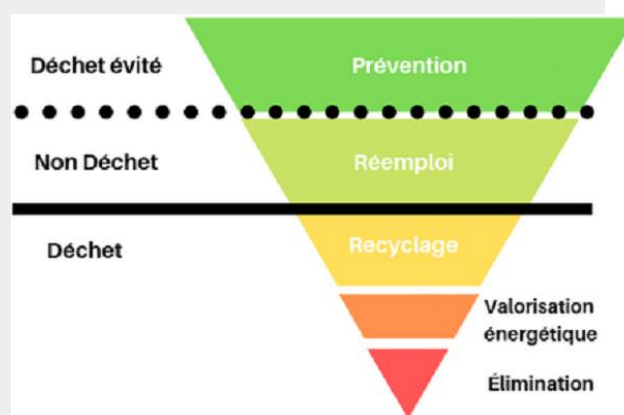 Déchet évité
Prévention
Non Déchet
Réemploi
Déchet
Recyclage
Valorisation
énergétique
Élimination